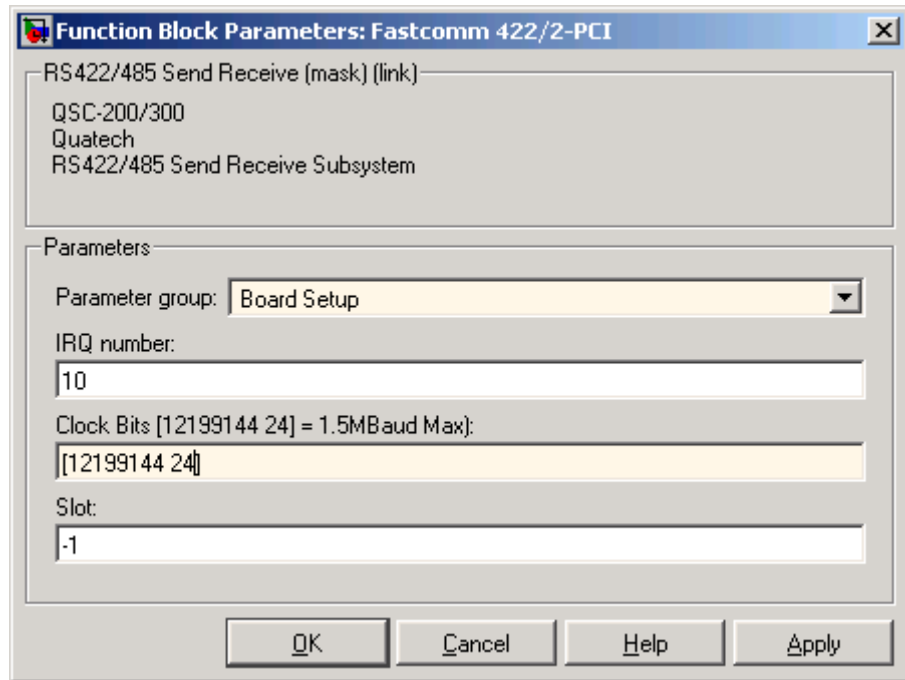 Function Block Parameters: Fastcomm 422/2-PCI
RS422/485 Send Receive (mask) (link)
QSC-200/300
Quatech
RS422/485 Send Receive Subsystem
Parameters
Parameter group: Board Setup
IRQ number:
10
Clock Bits [12199144 24] = 1.5MBaud Max):
[12199144 24]
Slot:
-1
OK Cancel Help Apply